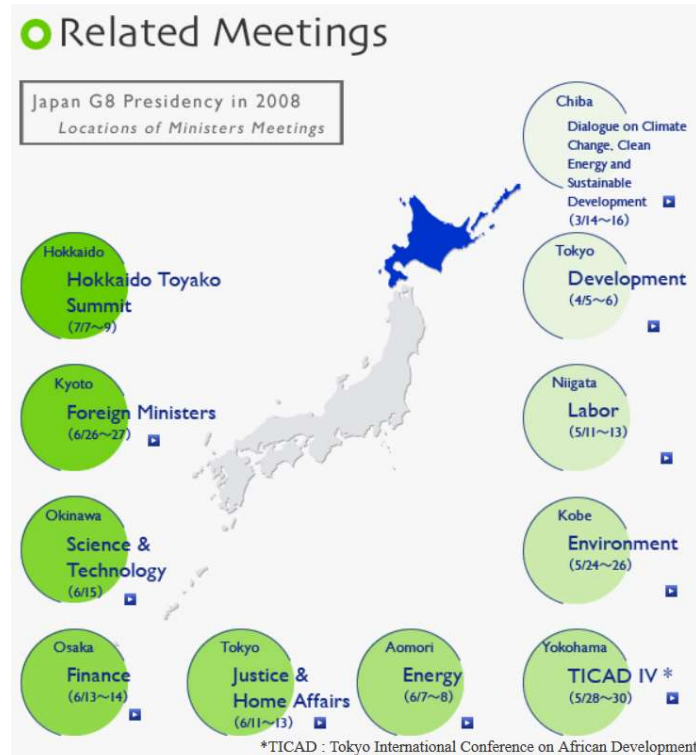 Related Meetings
Japan G8 Presidency in 2008
Locations of Ministers Meetings
Chiba
Dialogue on Climate
Change, Clean
Energy and
Sustainable
Development
(3/14～16)
Hokkaido
Hokkaido Toyako
Summit
(7/7～9)
Tokyo
Development
(4/5～6)
Kyoto
Foreign Ministers
(6/26～27)
Niigata
Labor
(5/11～13)
Okinawa
Science &
Technology
(6/15)
Kobe
Environment
(5/24～26)
Osaka
Finance
(6/13～14)
Tokyo
Justice &
Home Affairs
(6/11～13)
Aomori
Energy
(6/7～8)
Yokohama
TICAD IV *
(5/28～30)
*TICAD : Tokyo International Conference on African Development